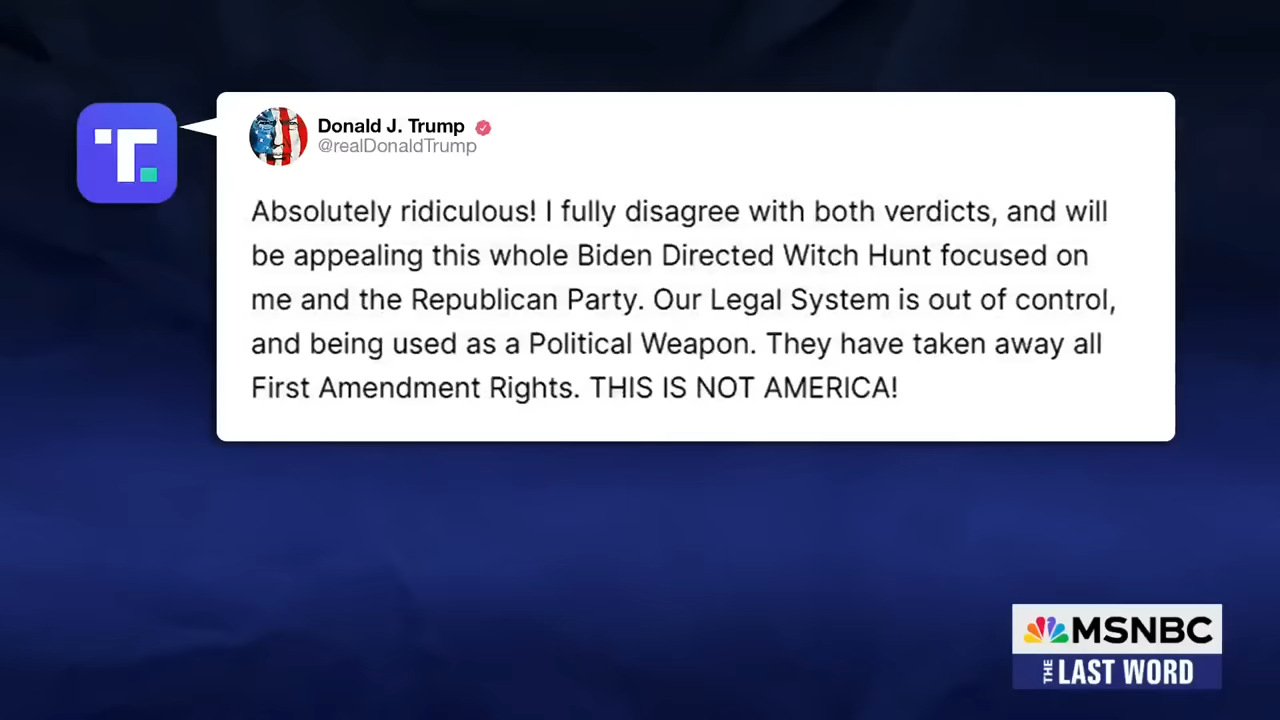 T.
Donald J. Trump
@realDonaldTrump
Absolutely ridiculous! I fully disagree with both verdicts, and will
be appealing this whole Biden Directed Witch Hunt focused on
me and the Republican Party. Our Legal System is out of control,
and being used as a Political Weapon. They have taken away all
First Amendment Rights. THIS IS NOT AMERICA!
MSNBC
THE LAST WORD